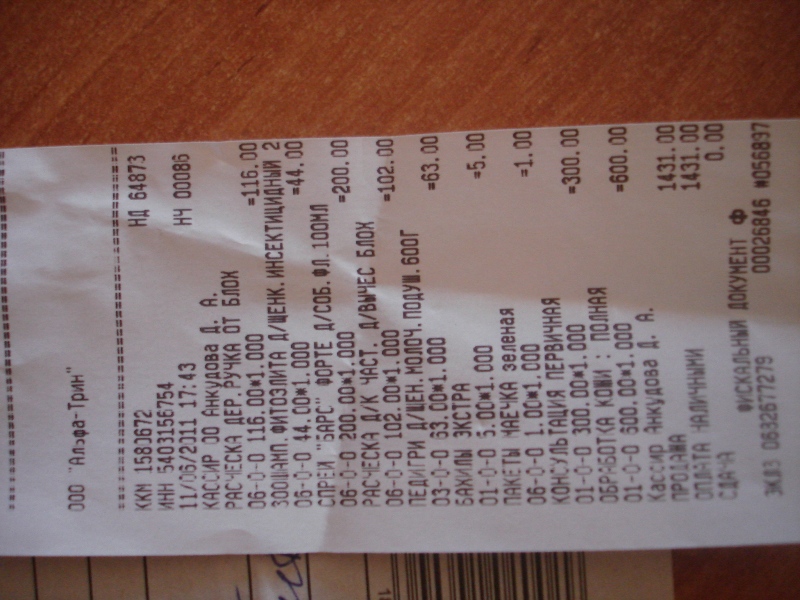 ООО "Альфа-Трин"
ККМ 1580672 НД 64873
ИНН 5403156754
11/06/2011 17:43 НЧ 00086
КАССИР 00 Анкудова Д. А.
РАСЧЕСКА ДЕР.РУЧКА ОТ БЛОХ
06-0-0 116.00*1.000 =116.00
ЗООШАМП.ФИТОЭЛИТА Д/ЩЕНК.ИНСЕКТИЦИДНЫЙ 2
06-0-0 44.00*1.000 =44.00
СПРЕЙ "БАРС" ФОРТЕ Д/СОБ.ФЛ.100МЛ
06-0-0 200.00*1.000 =200.00
РАСЧЕСКА Д/К ЧАСТ. Д/ВЫЧЕС БЛОХ
06-0-0 102.00*1.000 =102.00
ПЕДИГРИ Д/ЩЕН.МОЛОЧ.ПОДУШ.600Г
03-0-0 63.00*1.000 =63.00
БАХИЛЫ ЭКСТРА
01-0-0 5.00*1.000 =5.00
ПАКЕТЫ МАЕЧКА зеленая
06-0-0 1.00*1.000 =1.00
КОНСУЛЬТАЦИЯ ПЕРВИЧНАЯ
01-0-0 300.00*1.000 =300.00
ОБРАБОТКА КОШКИ : ПОЛНАЯ
01-0-0 600.00*1.000 =600.00
Кассир Анкудова Д. А.
ПРОДАЖА 1431.00
ОПЛАТА НАЛИЧНЫМИ 1431.00
СДАЧА 0.00
ФИСКАЛЬНЫЙ ДОКУМЕНТ Ф
ЭКЛЗ 0632677279 00026846 #056897